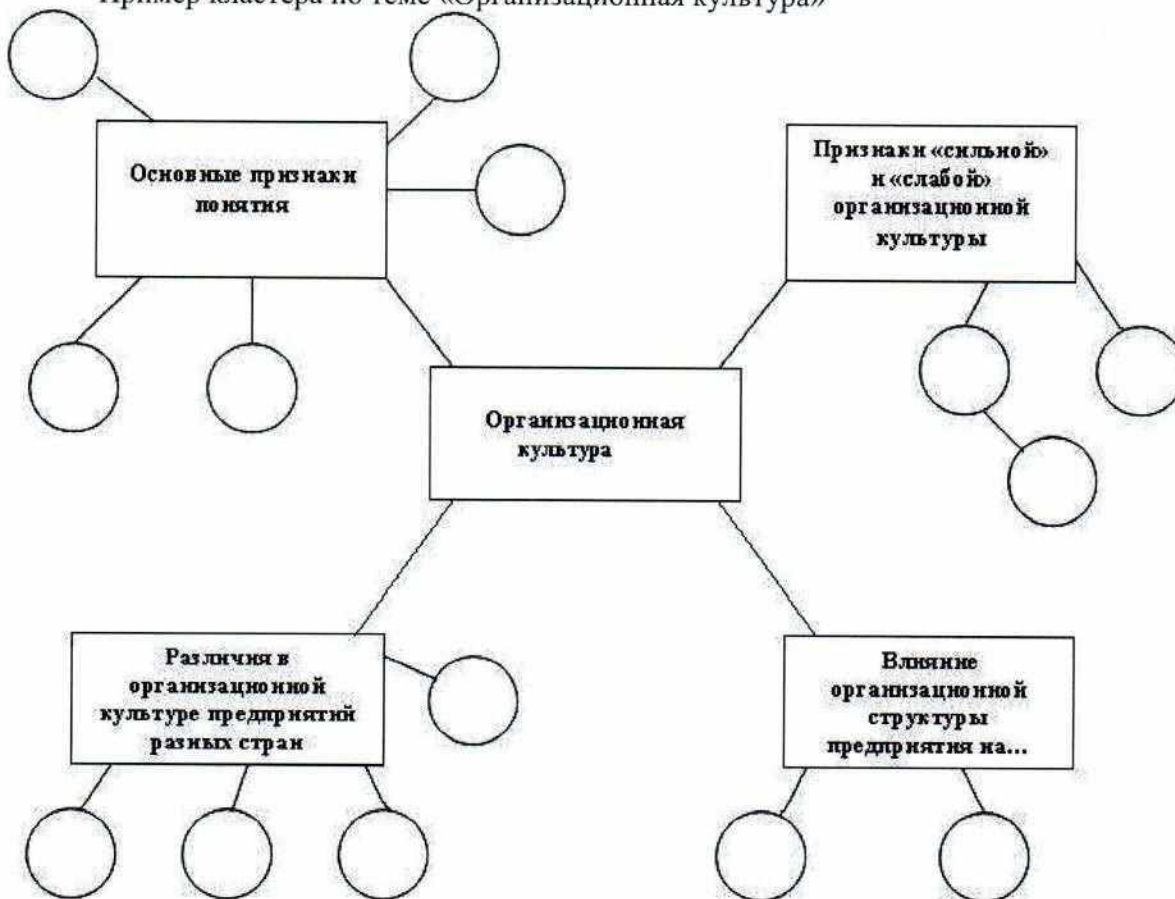 Пример кластера по теме «Организационная культура»
Основные признаки
понятия
Признаки «сильной»
и «слабой»
организационной
культуры
Организационная
культура
Различия в
организационной
культуре предприятий
разных стран
Влияние
организационной
структуры
предприятия на...